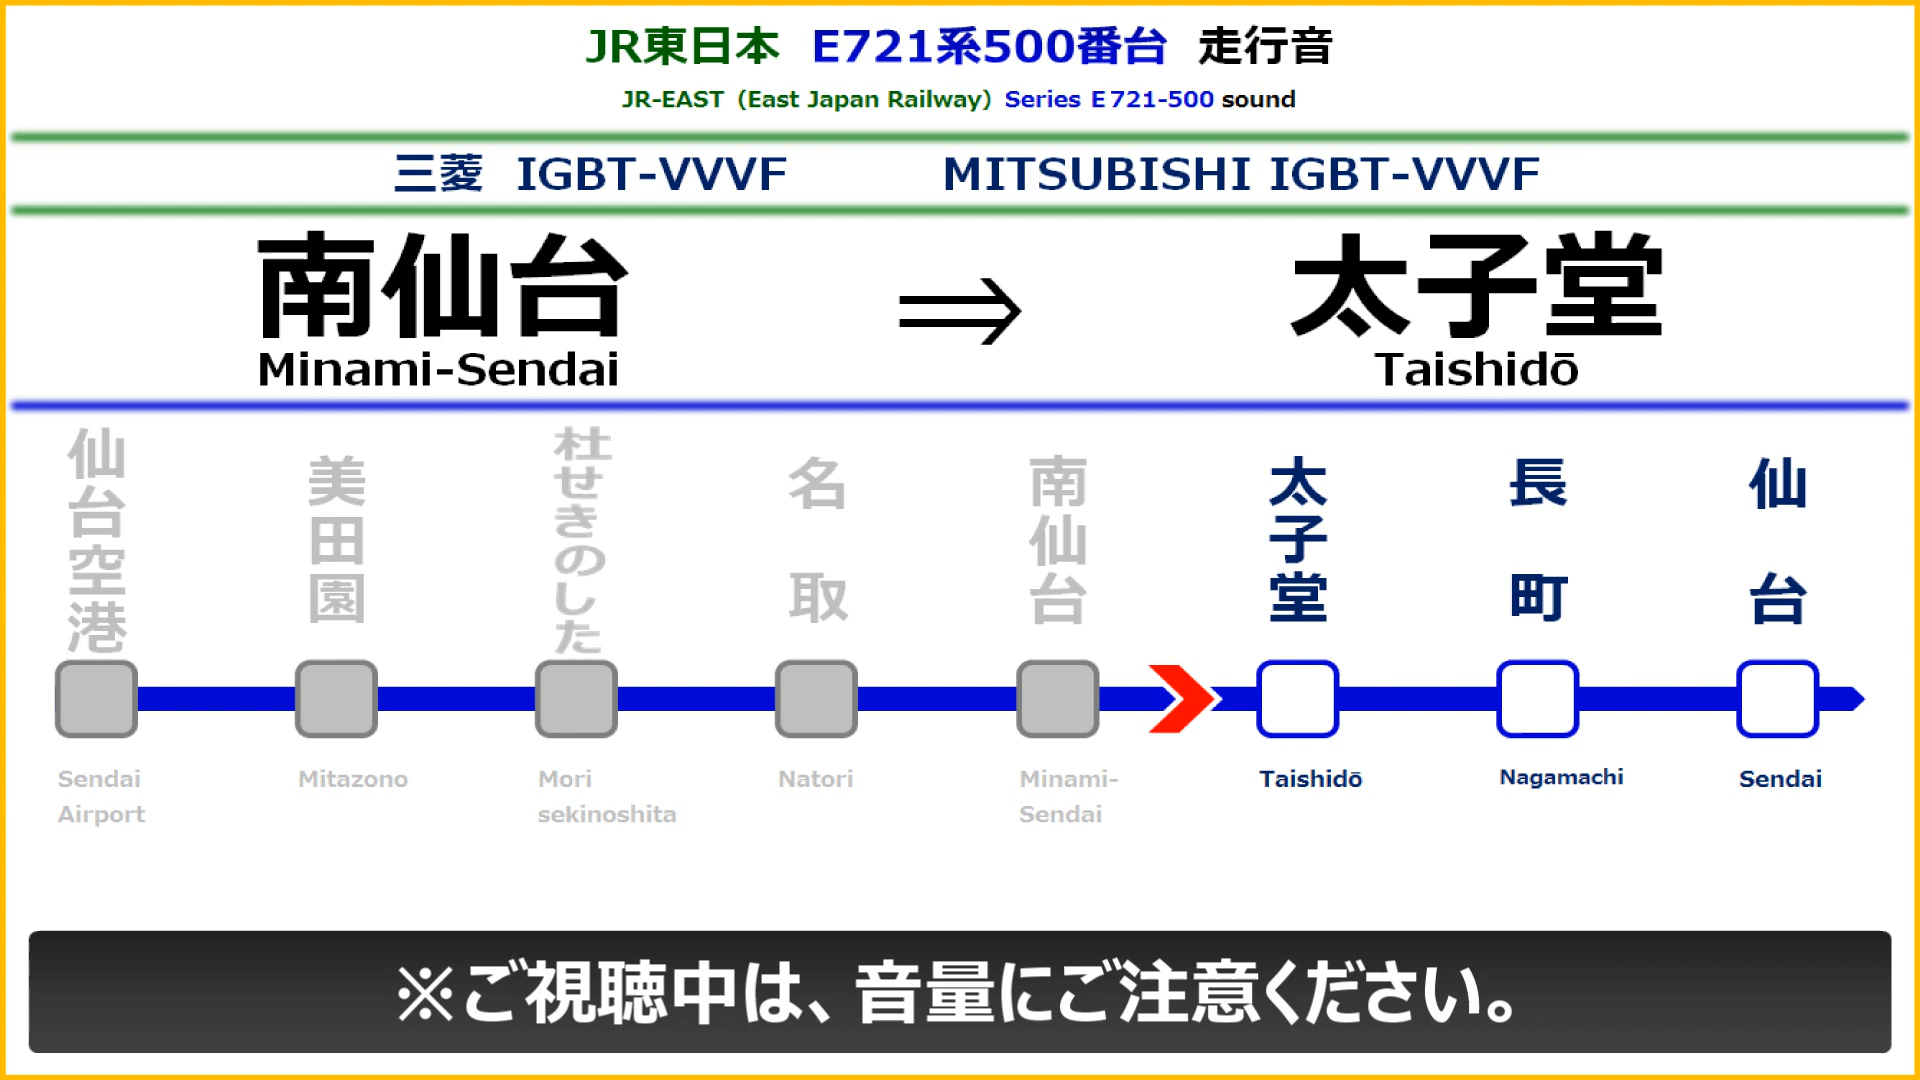 JR東日本 E721系500番台 走行音
JR-EAST（East Japan Railway）Series E721-500 sound
三菱 IGBT-VVVF MITSUBISHI IGBT-VVVF
南仙台 ⇒ 太子堂
Minami-Sendai Taishidō
仙台空港
美田園
杜せきのした
名取
南仙台
太子堂
長町
仙台
Sendai
Airport
Mitazono
Mori
sekinoshita
Natori
Minami-
Sendai
Taishidō
Nagamachi
Sendai
※ご視聴中は、音量にご注意ください。